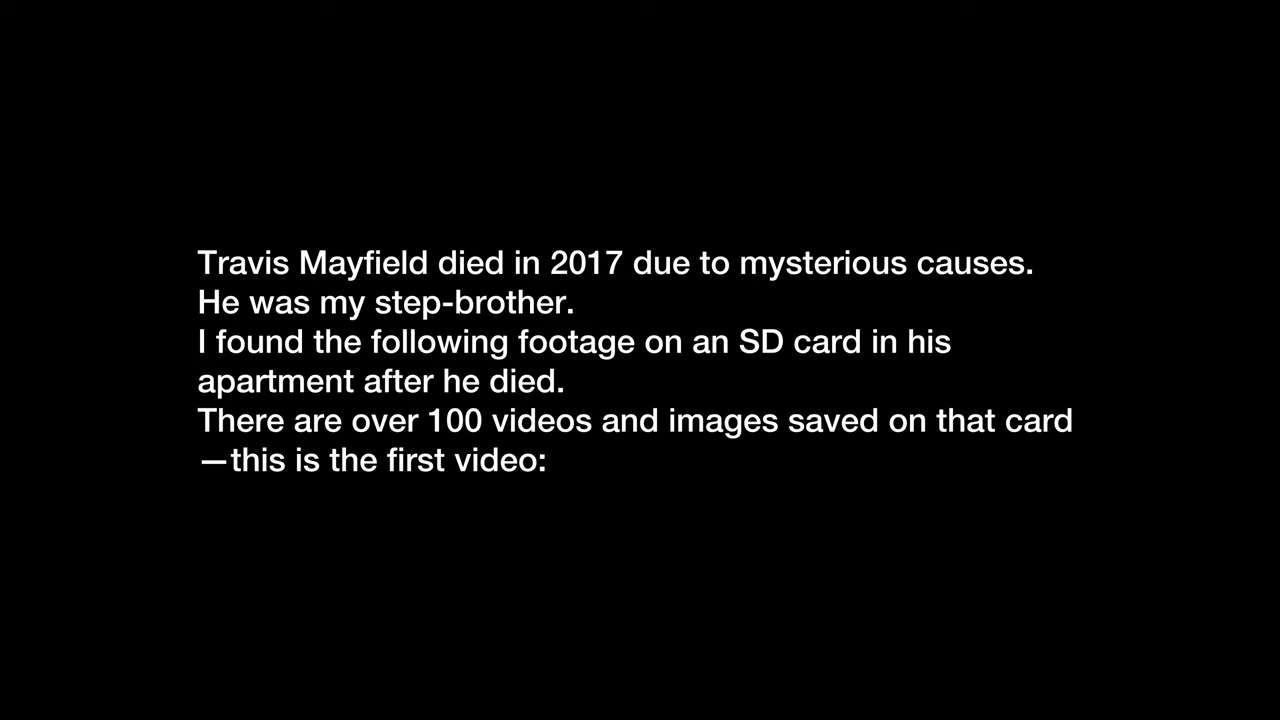 Travis Mayfield died in 2017 due to mysterious causes.
He was my step-brother.
I found the following footage on an SD card in his
apartment after he died.
There are over 100 videos and images saved on that card
—this is the first video: